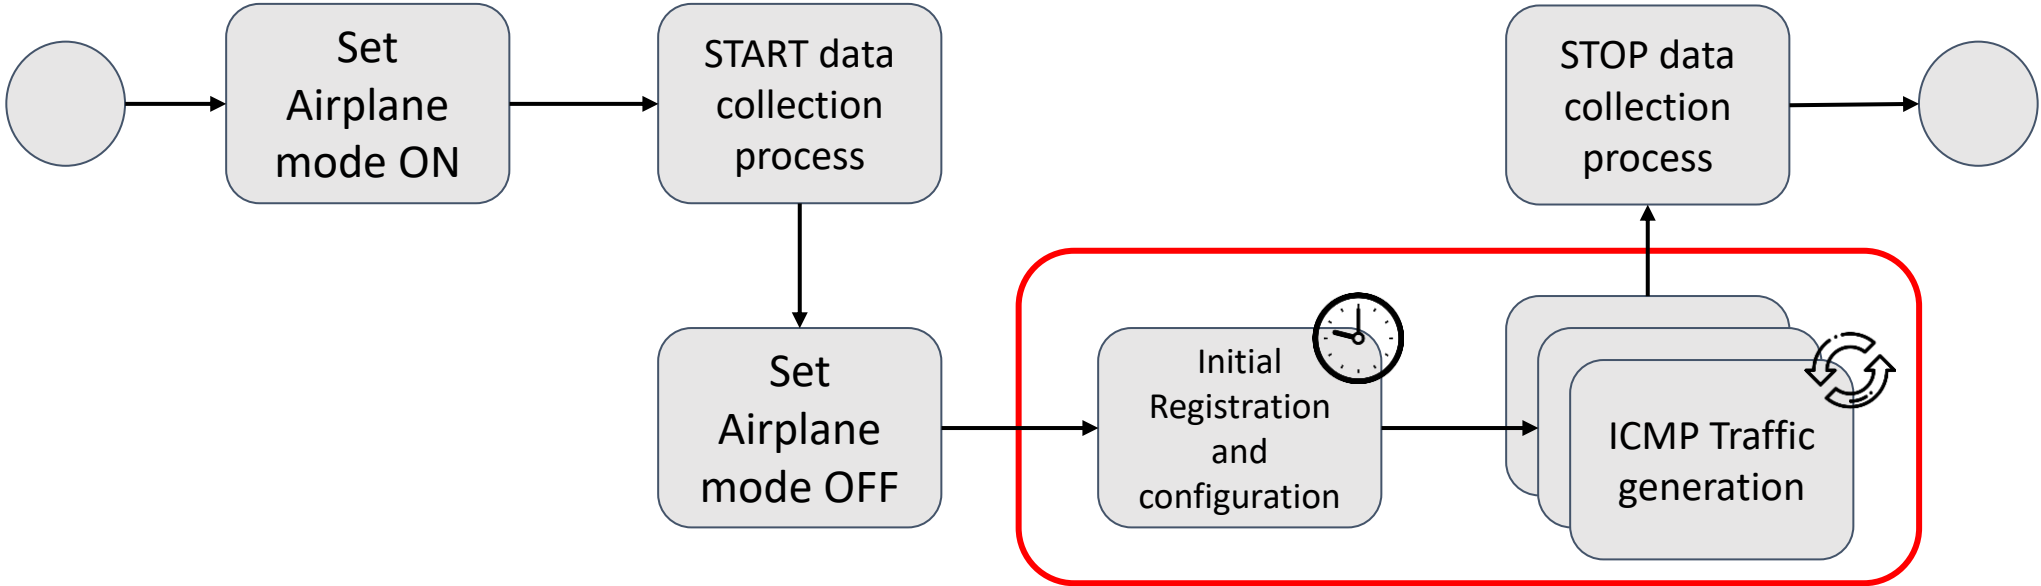 Set
Airplane
mode ON
START data
collection
process
STOP data
collection
process
Set
Airplane
mode OFF
Initial
Registration
and
configuration
ICMP Traffic
generation